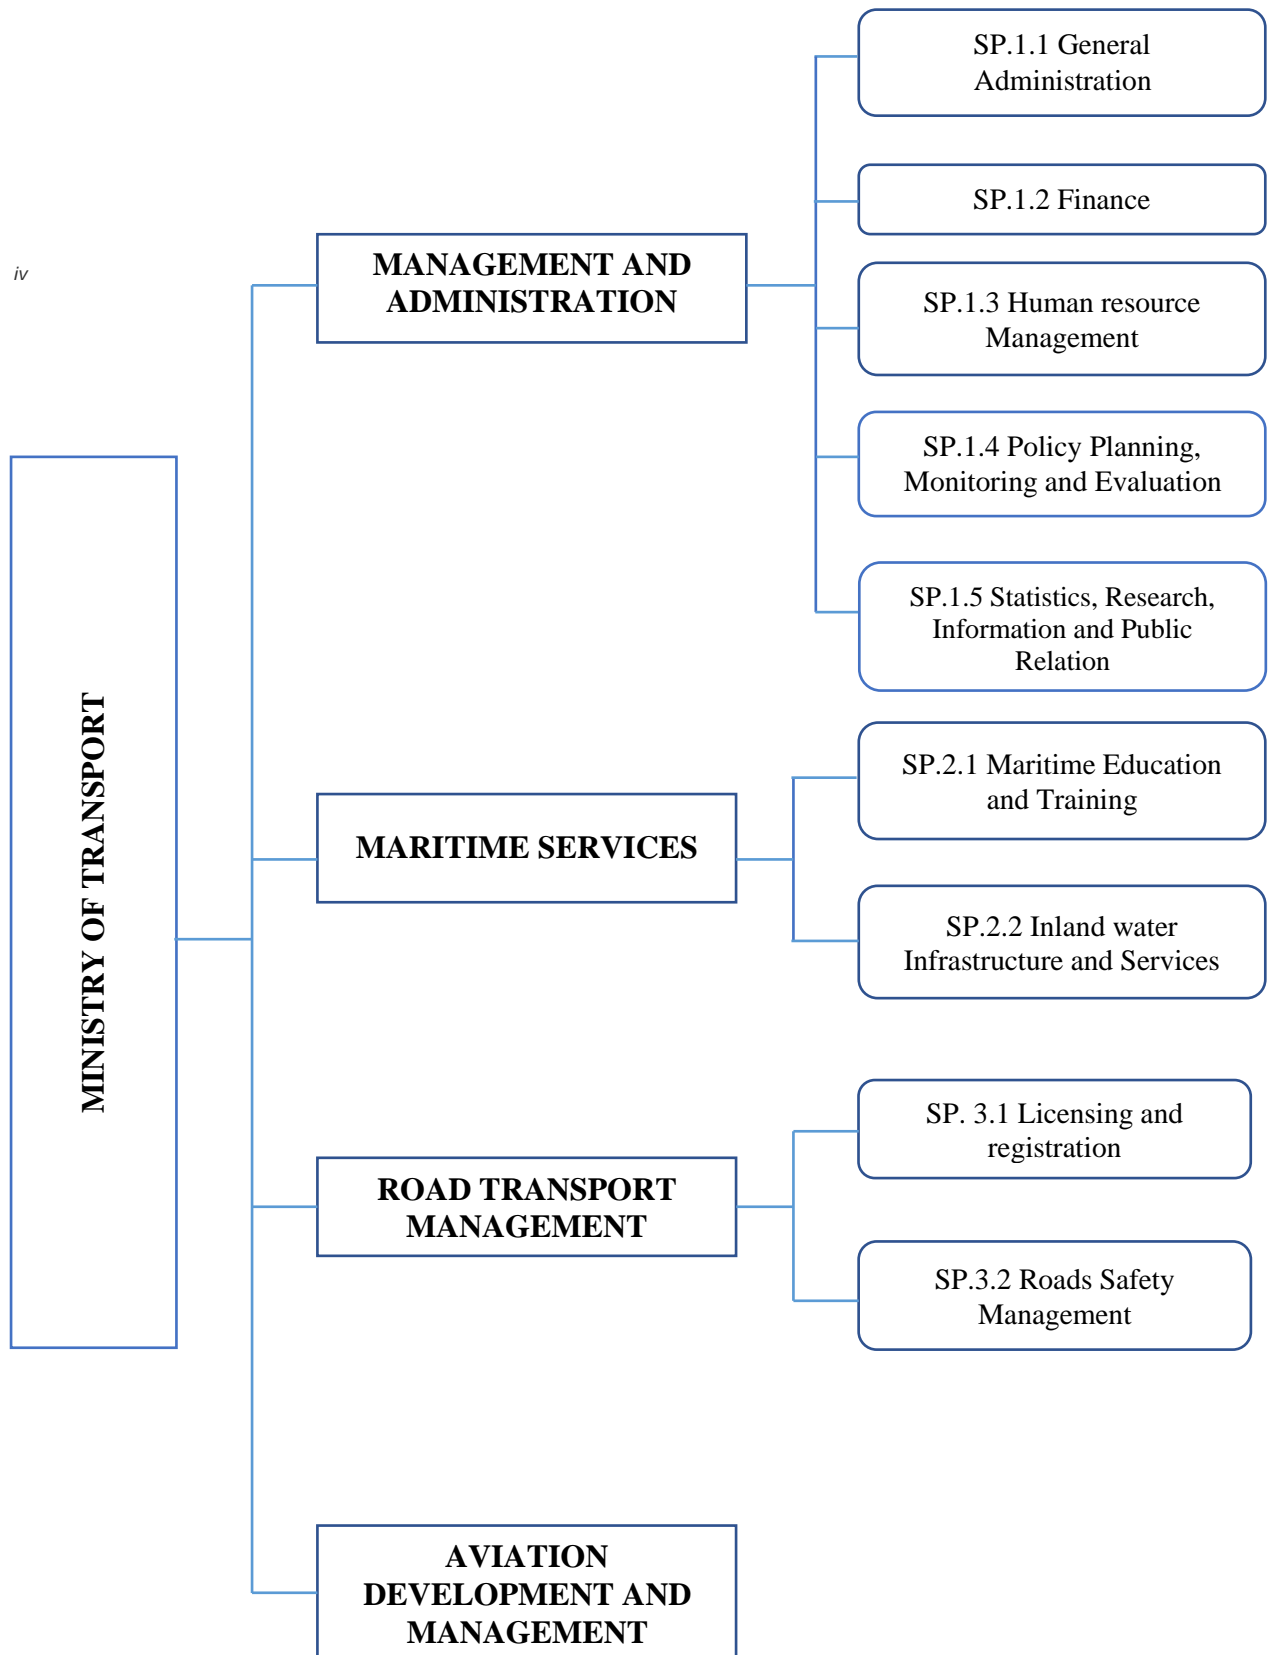 iv
MINISTRY OF TRANSPORT
MANAGEMENT AND
ADMINISTRATION
SP.1.1 General
Administration
SP.1.2 Finance
SP.1.3 Human resource
Management
SP.1.4 Policy Planning,
Monitoring and Evaluation
SP.1.5 Statistics, Research,
Information and Public
Relation
MARITIME SERVICES
SP.2.1 Maritime Education
and Training
SP.2.2 Inland water
Infrastructure and Services
ROAD TRANSPORT
MANAGEMENT
SP. 3.1 Licensing and
registration
SP.3.2 Roads Safety
Management
AVIATION
DEVELOPMENT AND
MANAGEMENT